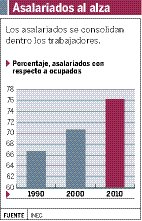 Asalariados al alza
Los asalariados se consolidan
dentro los trabajadores.
Porcentaje, asalariados con
respecto a ocupados
78
76
74
72
70
68
66
64
62
60
1990 2000 2010
FUENTE INEC